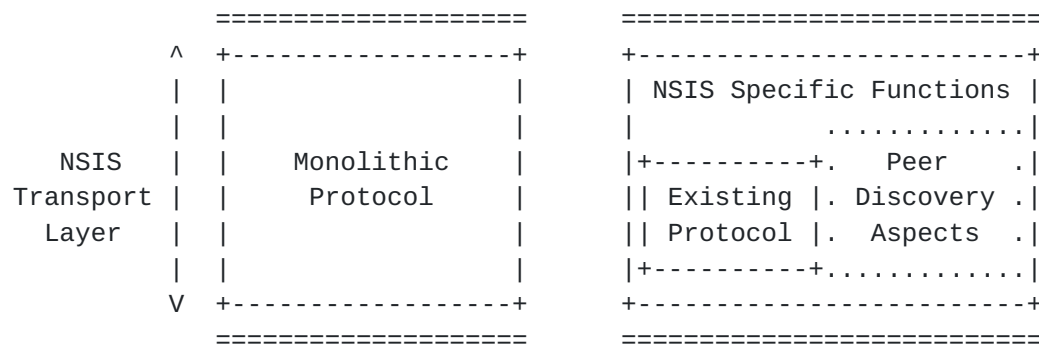 ====================      ===========================
           ^  +------------------+      +-------------------------+
           |  |                  |      | NSIS Specific Functions |
           |  |                  |      |            .............|
   NSIS    |  |    Monolithic    |      |+----------+.   Peer    .|
Transport  |  |     Protocol     |      || Existing |. Discovery .|
  Layer    |  |                  |      || Protocol |.  Aspects  .|
           |  |                  |      |+----------+.............|
           V  +------------------+      +-------------------------+
              ====================      ===========================